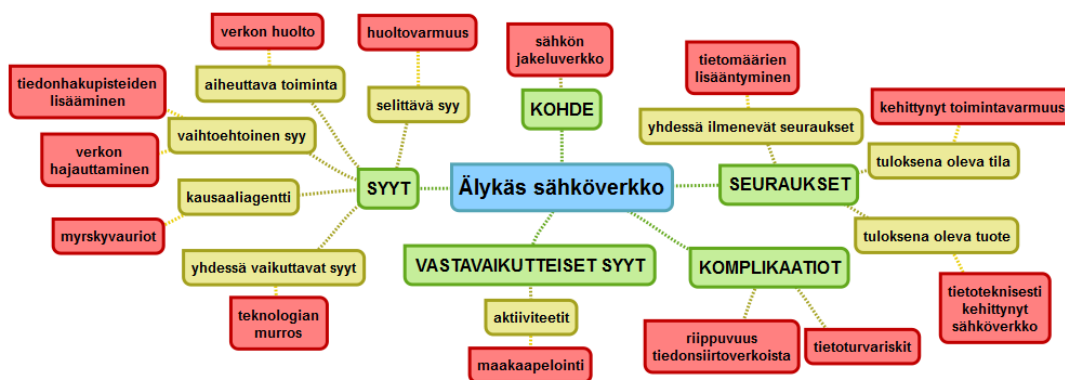 verkon huolto
huoltovarmuus
sähkön
jakeluverkko
tietomäärien
lisääntyminen
tiedonhakupisteiden
lisääminen
aiheuttava toiminta
selittävä syy
KOHDE
yhdessä ilmenevät seuraukset
kehittynyt toimintavarmuus
vaihtoehtoinen syy
verkon
hajauttaminen
tuloksena oleva tila
SYYT
Älykäs sähköverkko
SEURAUKSET
kausaaliagentti
myrskyvauriot
tuloksena oleva tuote
yhdessä vaikuttavat syyt
VASTAVAIKUTTEISET SYYT
KOMPLIKAATIOT
teknologian
murros
aktiiviteetit
tietoteknisesti
kehittynyt
sähköverkko
maakaapelointi
riippuvuus
tiedonsiirtoverkoista
tietoturvariskit